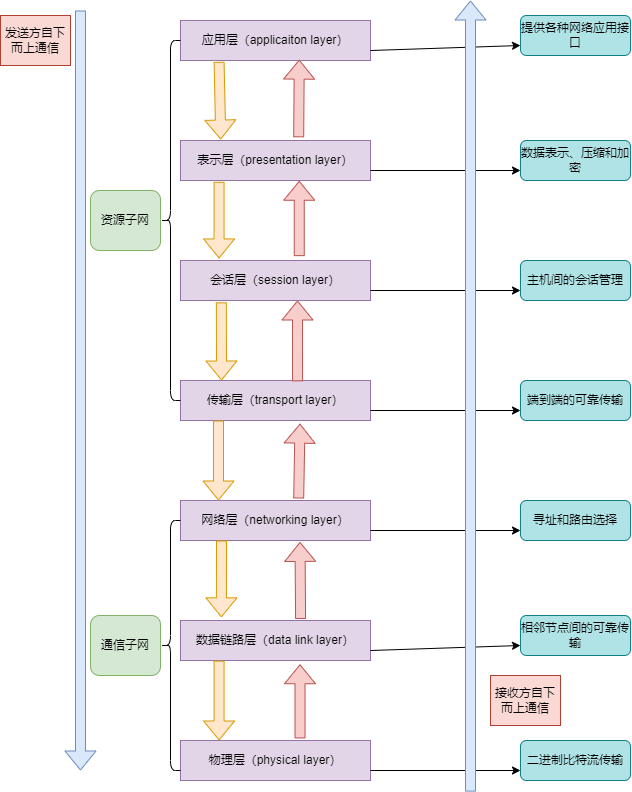 发送方自下
而上通信
应用层（applicaiton layer）
提供各种网络应用接
口
表示层（presentation layer）
数据表示、压缩和加
密
资源子网
会话层（session layer）
主机间的会话管理
传输层（transport layer）
端到端的可靠传输
网络层（networking layer）
寻址和路由选择
通信子网
数据链路层（data link layer）
相邻节点间的可靠传
输
接收方自下
而上通信
物理层（physical layer）
二进制比特流传输